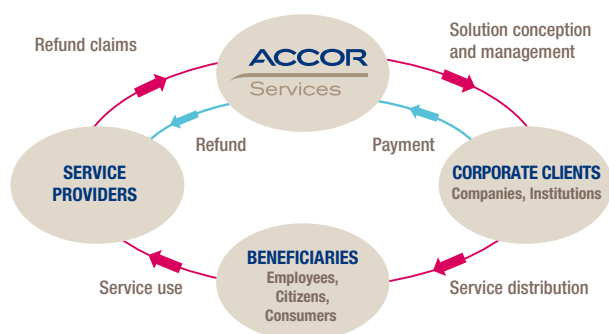 Refund claims
Solution conception
and management
ACCOR
Services
Refund
Payment
SERVICE
PROVIDERS
CORPORATE CLIENTS
Companies, Institutions
BENEFICIARIES
Employees,
Citizens,
Consumers
Service use
Service distribution